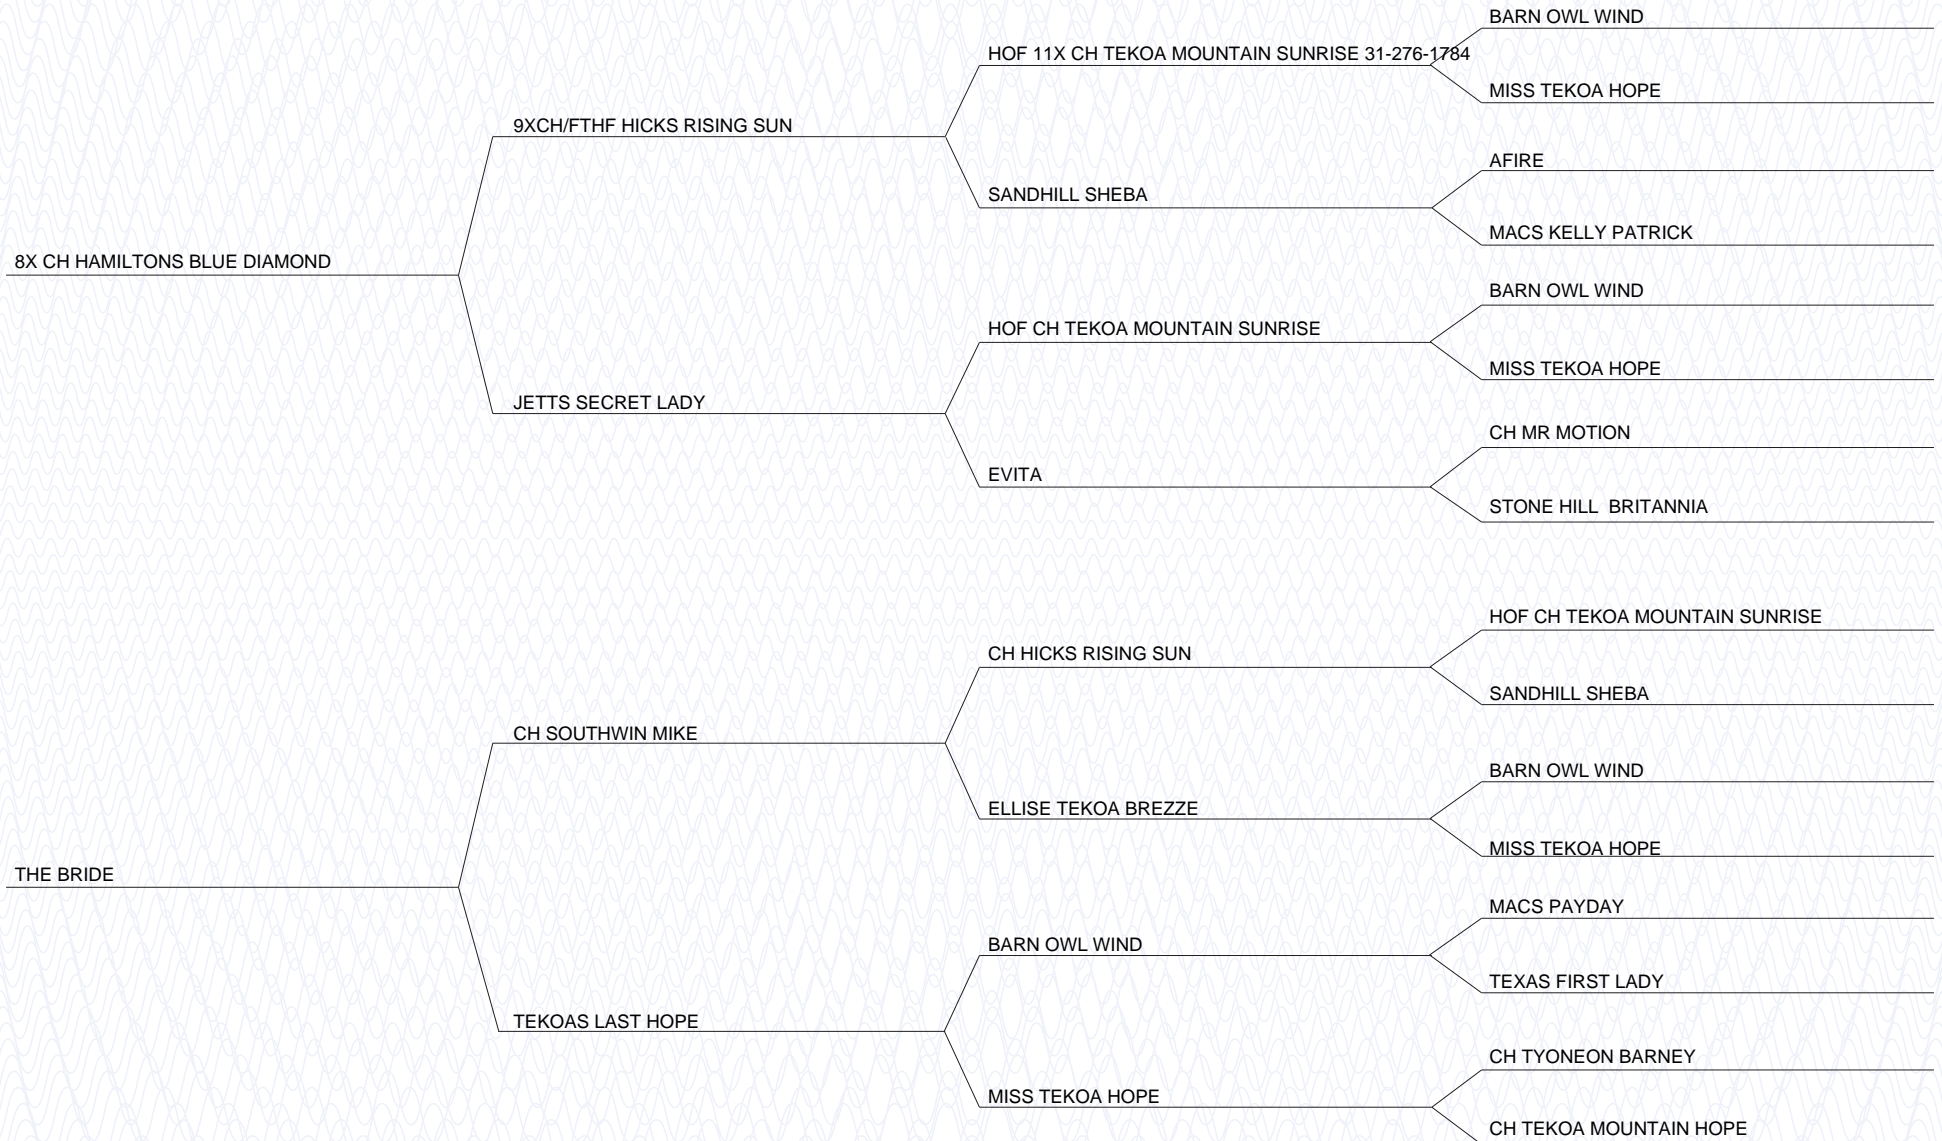 BARN OWL WIND
HOF 11X CH TEKOA MOUNTAIN SUNRISE 31-276-1784
MISS TEKOA HOPE
9XCH/FTHF HICKS RISING SUN
AFIRE
SANDHILL SHEBA
MACS KELLY PATRICK
8X CH HAMILTONS BLUE DIAMOND
BARN OWL WIND
HOF CH TEKOA MOUNTAIN SUNRISE
MISS TEKOA HOPE
JETTS SECRET LADY
CH MR MOTION
EVITA
STONE HILL  BRITANNIA
HOF CH TEKOA MOUNTAIN SUNRISE
CH HICKS RISING SUN
SANDHILL SHEBA
CH SOUTHWIN MIKE
BARN OWL WIND
ELLISE TEKOA BREZZE
MISS TEKOA HOPE
THE BRIDE
MACS PAYDAY
BARN OWL WIND
TEXAS FIRST LADY
TEKOAS LAST HOPE
CH TYONEON BARNEY
MISS TEKOA HOPE
CH TEKOA MOUNTAIN HOPE